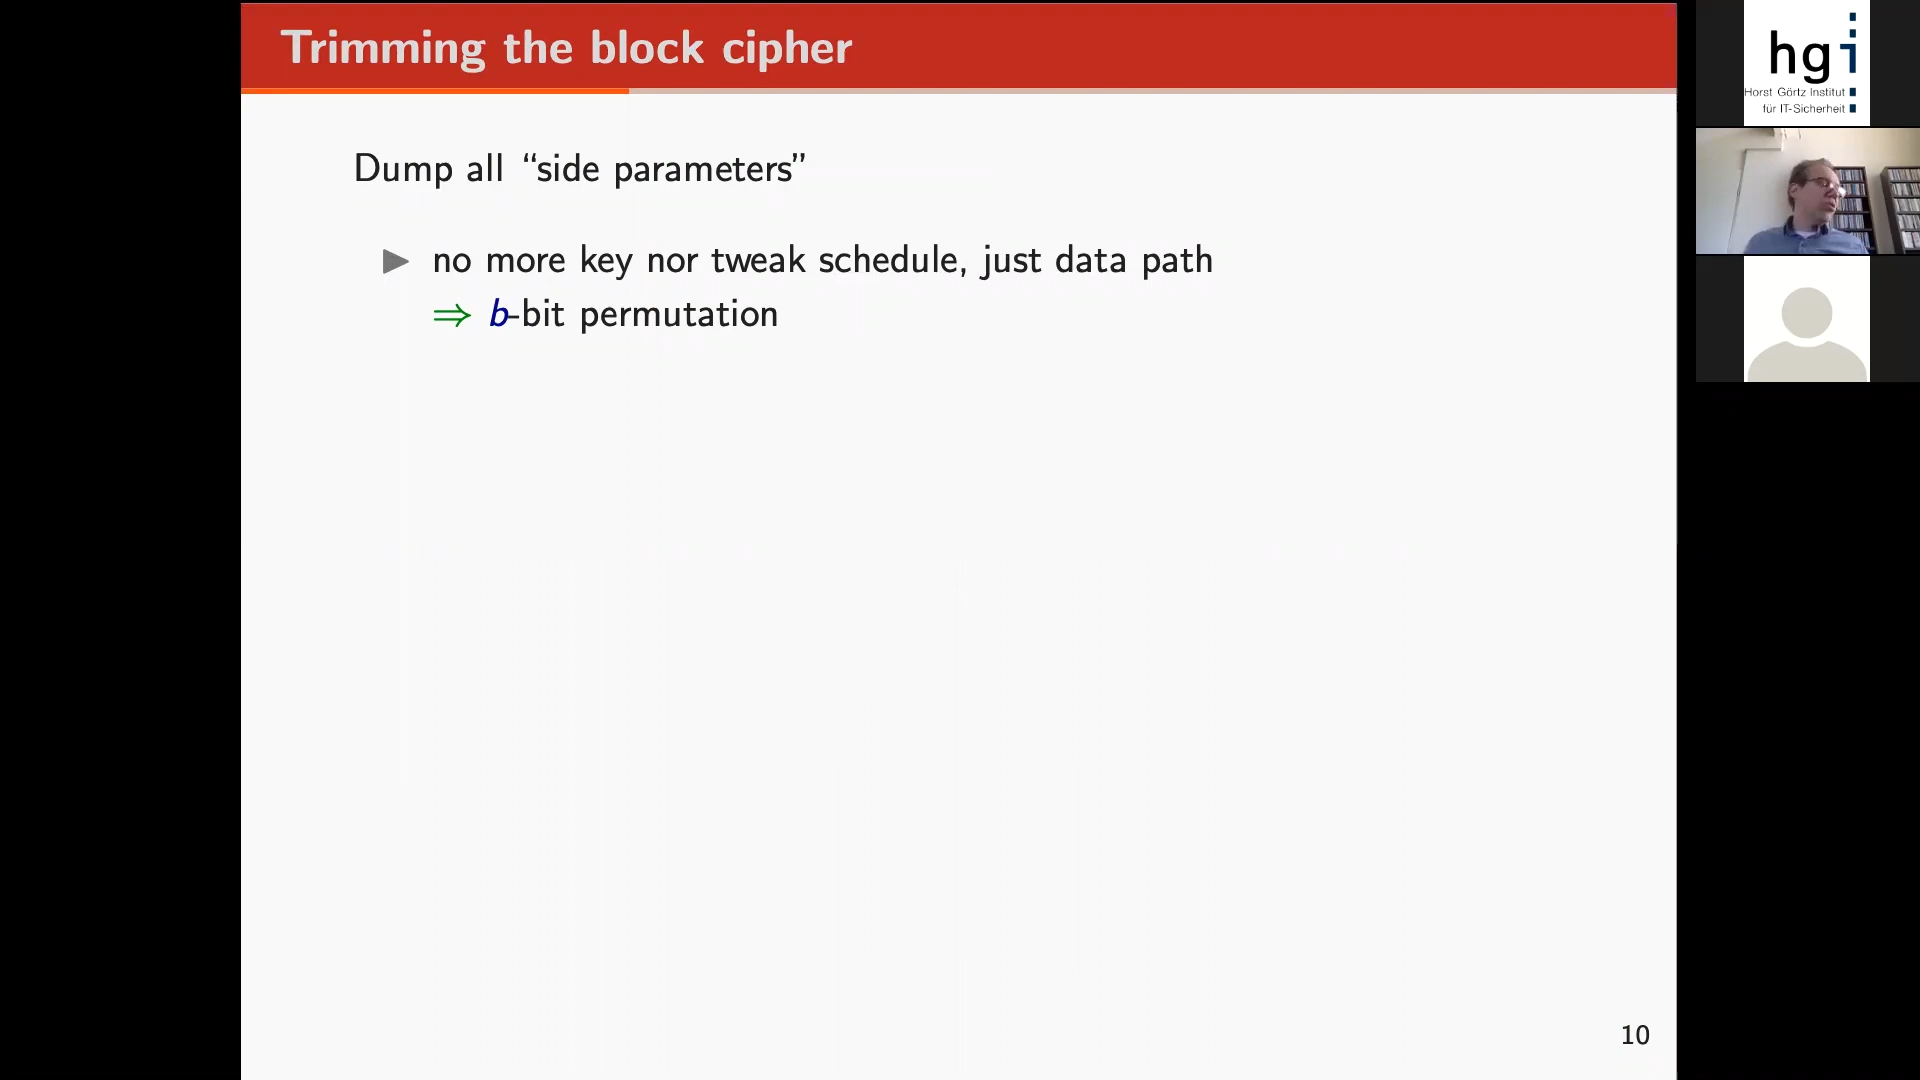 Trimming the block cipher
Dump all “side parameters”
▶ no more key nor tweak schedule, just data path
⇒ b-bit permutation
10
hgi
Horst Görtz Institut
für IT-Sicherheit